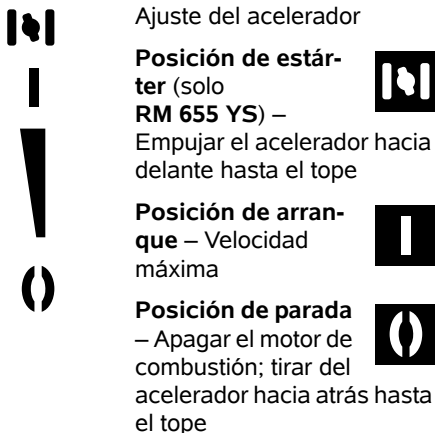 Ajuste del acelerador
Posición de estár-
ter (solo
RM 655 YS) –
Empujar el acelerador hacia
delante hasta el tope
Posición de arran-
que – Velocidad
máxima
Posición de parada
– Apagar el motor de
combustión; tirar del
acelerador hacia atrás hasta
el tope